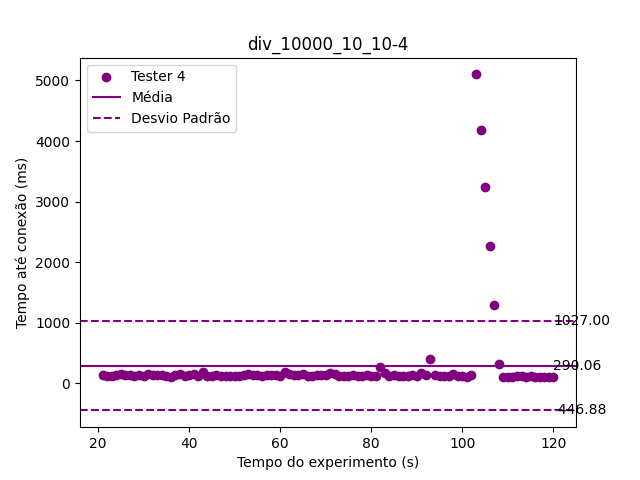 div_10000_10_10-4
Tester 4
Média
Desvio Padrão
Tempo até conexão (ms)
5000
4000
3000
2000
1000
0
1027.00
290.06
-446.88
20
40
60
80
100
120
Tempo do experimento (s)